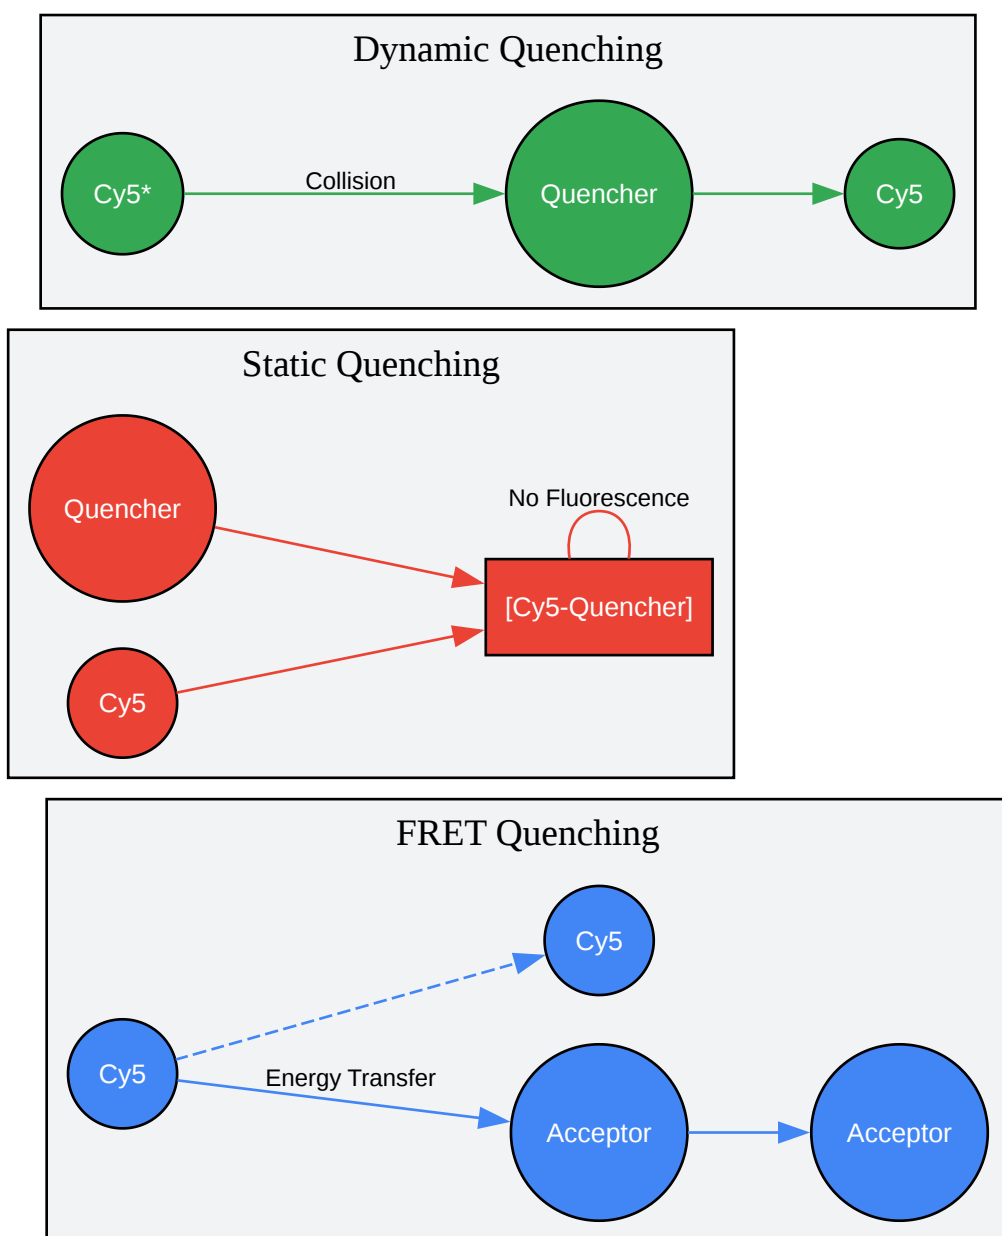 Dynamic Quenching
Cy5*
Collision
Quencher
Cy5
Static Quenching
Quencher
No Fluorescence
[Cy5-Quencher]
Cy5
FRET Quenching
Cy5
Cy5
Energy Transfer
Acceptor
Acceptor